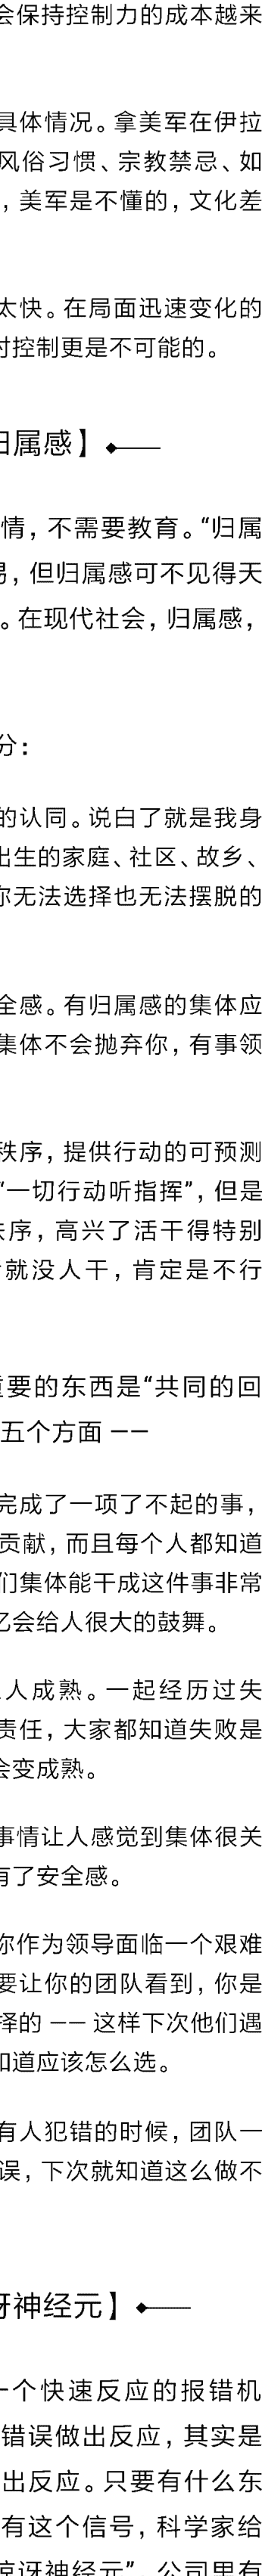 会保持控制力的成本越来
具体情况。拿美军在伊拉
风俗习惯、宗教禁忌、如
，美军是不懂的，文化差
太快。在局面迅速变化的
控制更是不可能的。
属感】
情，不需要教育。“归属
，但归属感可不见得天
。在现代社会，归属感，
分：
的认同。说白了就是我身
出生的家庭、社区、故乡、
你无法选择也无法摆脱的
全感。有归属感的集体应
集体不会抛弃你，有事领
秩序，提供行动的可预测
“一切行动听指挥”，但是
序，高兴了活干得特别
就没人干，肯定是不行
重要的东西是“共同的回
五个方面 ——
完成了一项了不起的事，
贡献，而且每个人都知道
们集体能干成这件事非常
忆会给人很大的鼓舞。
人成熟。一起经历过失
责任，大家都知道失败是
会变成熟。
事情让人感觉到集体很关
有了安全感。
你作为领导面临一个艰难
要让你的团队看到，你是
择的 —— 这样下次他们遇
知道应该怎么选。
有人犯错的时候，团队一
误，下次就知道这么做不
讶神经元】
一个快速反应的报错机
错误做出反应，其实是
出反应。只要有什么东
有这个信号，科学家给
惊讶神经元”。公司里有